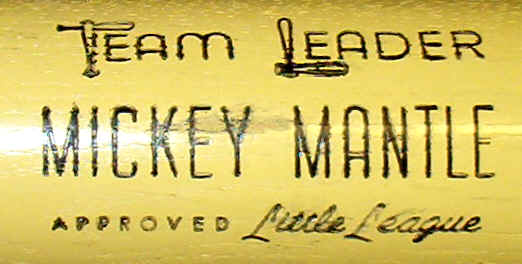 TEAM LEADER
MICKEY MANTLE
APPROVED Little League